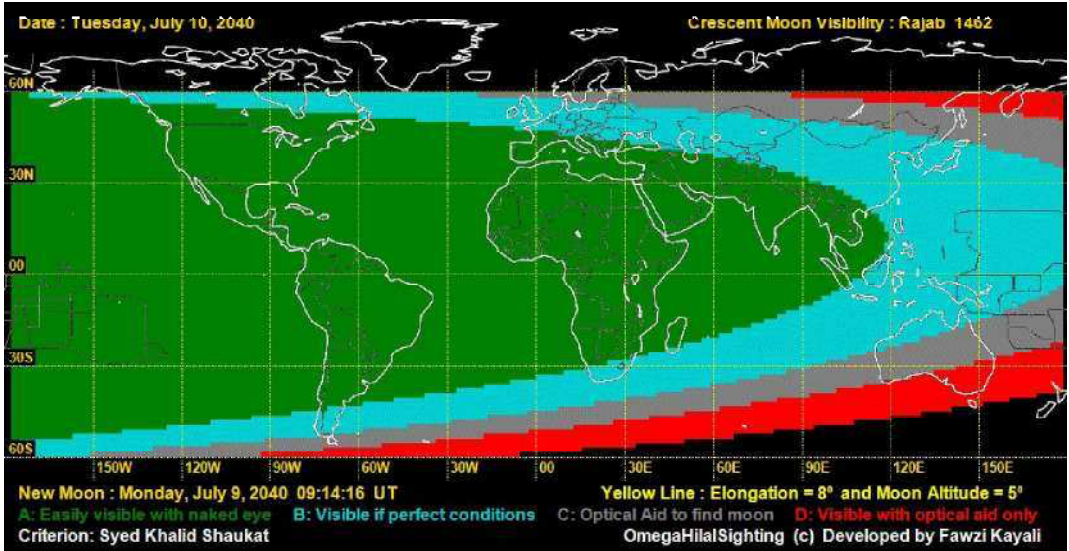 Date : Tuesday, July 10, 2040 Crescent Moon Visibility : Rajab 1462
60N
30N
00
30S
60S
150W 120W 90W 60W 30W 00 30E 60E 90E 120E 150E
New Moon : Monday, July 9, 2040 09:14:16 UT Yellow Line : Elongation = 8º and Moon Altitude = 5º
A: Easily visible with naked eye B: Visible if perfect conditions C: Optical Aid to find moon D: Visible with optical aid only
Criterion: Syed Khalid Shaukat OmegaHilalSighting (c) Developed by Fawzi Kayali